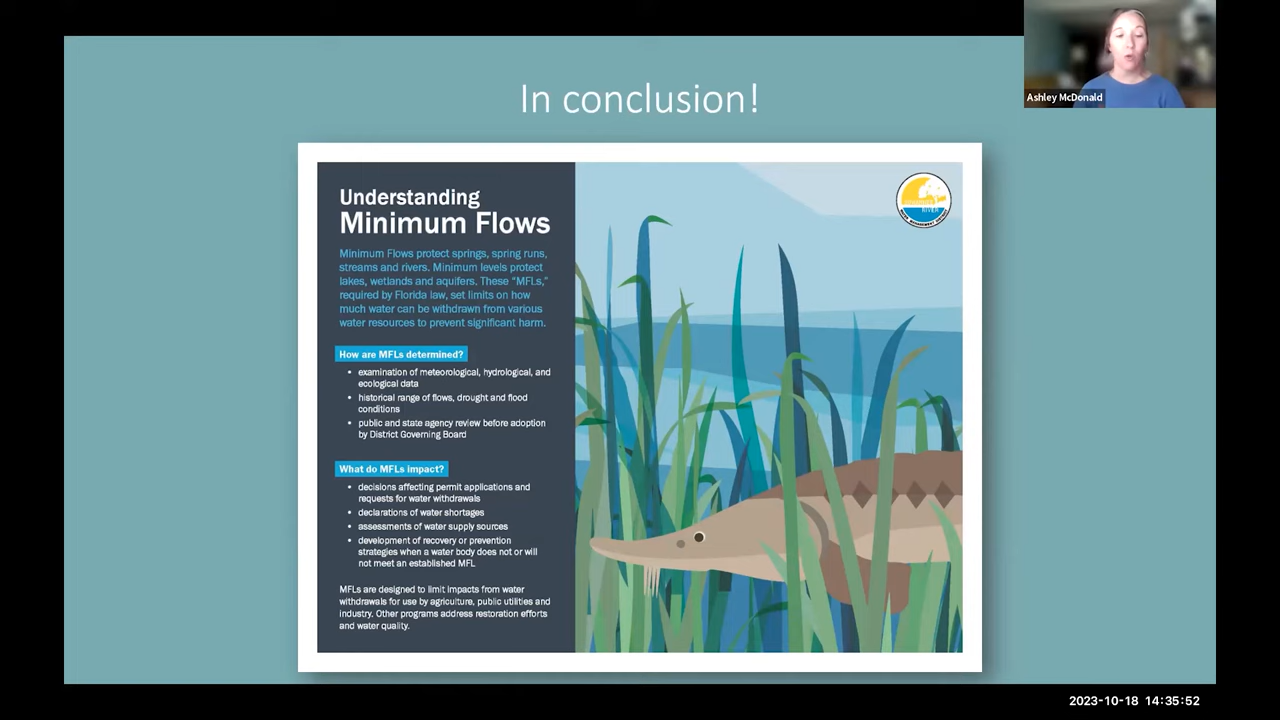 Ashley McDonald
In conclusion!
Understanding
Minimum Flows
Minimum Flows protect springs, spring runs,
streams and rivers. Minimum levels protect
lakes, wetlands and aquifers. These “MFLs,”
required by Florida law, set limits on how
much water can be withdrawn from various
water resources to prevent significant harm.
How are MFLs determined?
• examination of meteorological, hydrological, and
ecological data
• historical range of flows, drought and flood
conditions
• public and state agency review before adoption
by District Governing Board
What do MFLs impact?
• decisions affecting permit applications and
requests for water withdrawals
• declarations of water shortages
• assessments of water supply sources
• development of recovery or prevention
strategies when a water body does not or will
not meet an established MFL
MFLs are designed to limit impacts from water
withdrawals for use by agriculture, public utilities and
industry. Other programs address restoration efforts
and water quality.
RIVER
2023-10-18 14:35:52